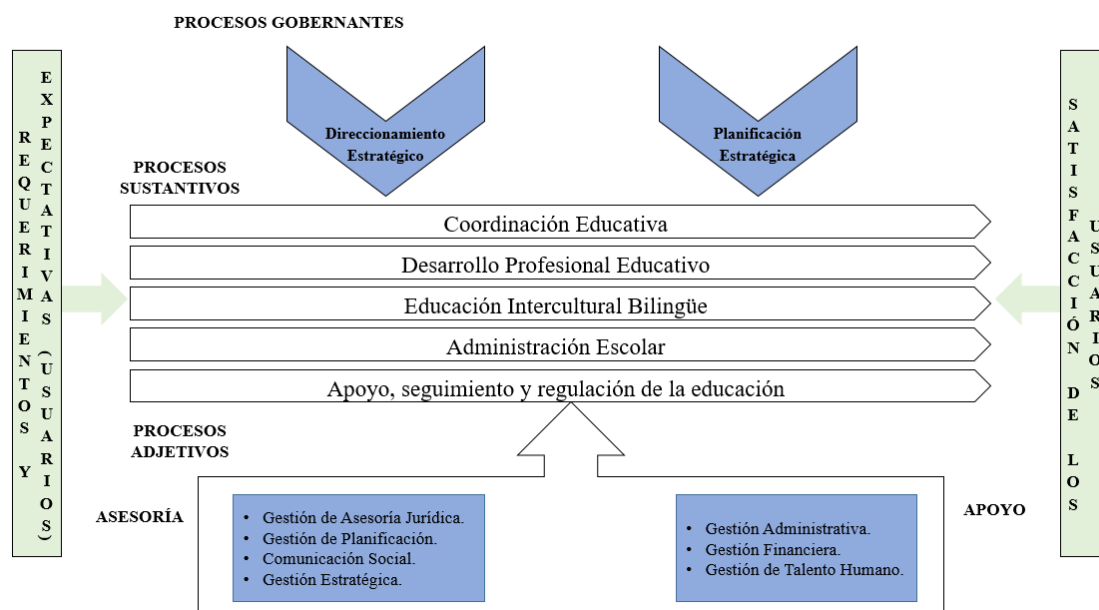 PROCESOS GOBERNANTES
REQUERIMIENTOS Y
EXPECTATIVAS (USUARIOS)
Direccionamiento
Estratégico
Planificación
Estratégica
PROCESOS
SUSTANTIVOS
Coordinación Educativa
Desarrollo Profesional Educativo
Educación Intercultural Bilingüe
Administración Escolar
Apoyo, seguimiento y regulación de la educación
PROCESOS
ADJETIVOS
ASESORÍA
• Gestión de Asesoría Jurídica.
• Gestión de Planificación.
• Comunicación Social.
• Gestión Estratégica.
• Gestión Administrativa.
• Gestión Financiera.
• Gestión de Talento Humano.
APOYO
SATISFACCIÓN DE LOS
USUARIOS